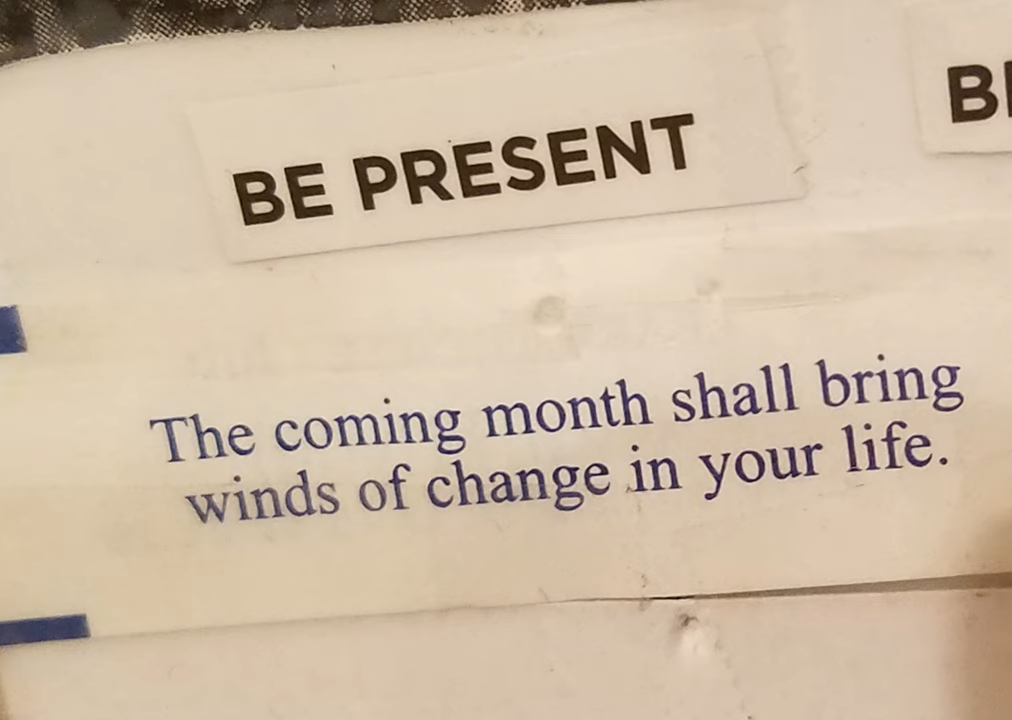 BE PRESENT
The coming month shall bring
winds of change in your life.